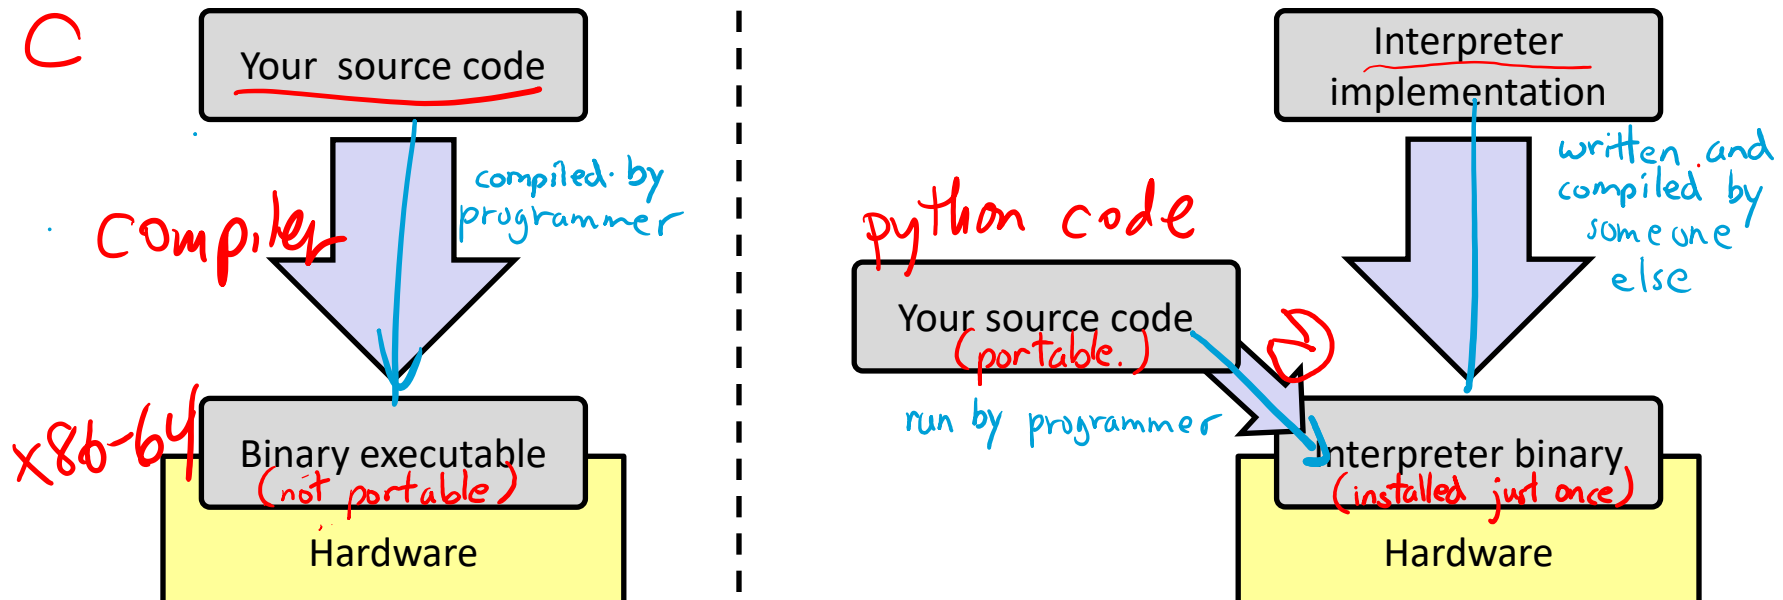 C
Your source code
compiled by
programmer
compiler
x86-64
Binary executable
(not portable)
Hardware
Interpreter
implementation
written and
compiled by
someone
else
python code
Your source code
(portable.)
run by programmer
Interpreter binary
(installed just once)
Hardware